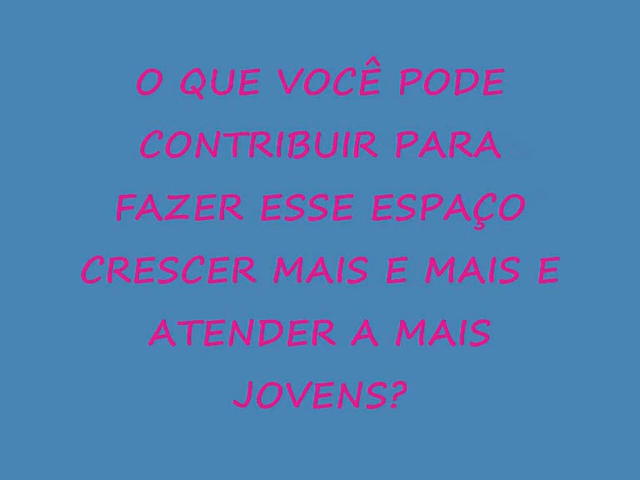 O QUE VOCÊ PODE
CONTRIBUIR PARA
FAZER ESSE ESPAÇO
CRESCER MAIS E MAIS E
ATENDER A MAIS
JOVENS?